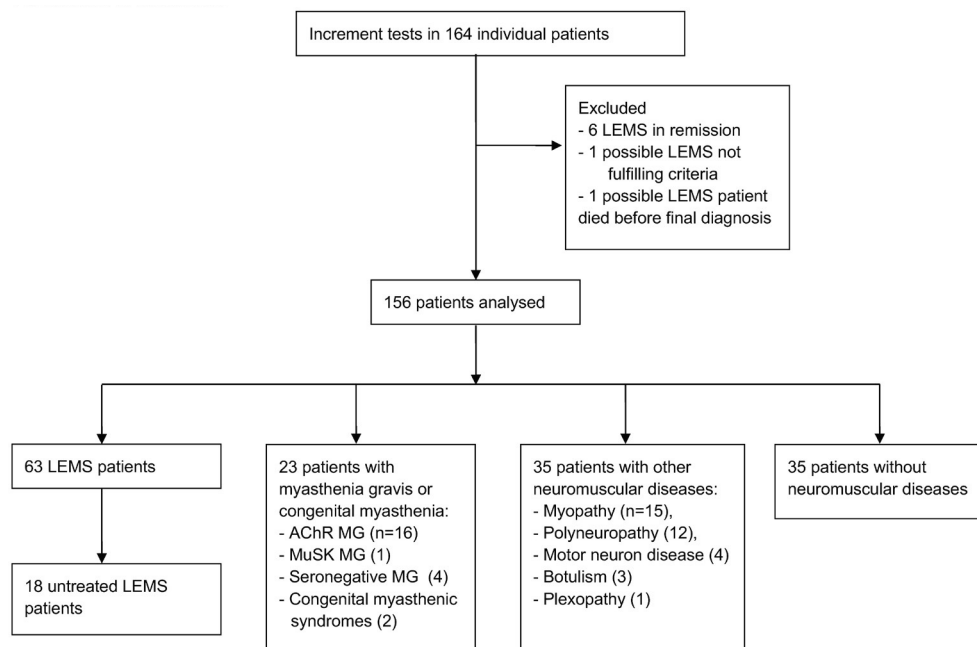 Increment tests in 164 individual patients
Excluded
- 6 LEMS in remission
- 1 possible LEMS not
fulfilling criteria
- 1 possible LEMS patient
died before final diagnosis
156 patients analysed
63 LEMS patients
18 untreated LEMS
patients
23 patients with
myasthenia gravis or
congenital myasthenia:
- AChR MG (n=16)
- MuSK MG (1)
- Seronegative MG (4)
- Congenital myasthenic
syndromes (2)
35 patients with other
neuromuscular diseases:
- Myopathy (n=15),
- Polyneuropathy (12),
- Motor neuron disease (4)
- Botulism (3)
- Plexopathy (1)
35 patients without
neuromuscular diseases